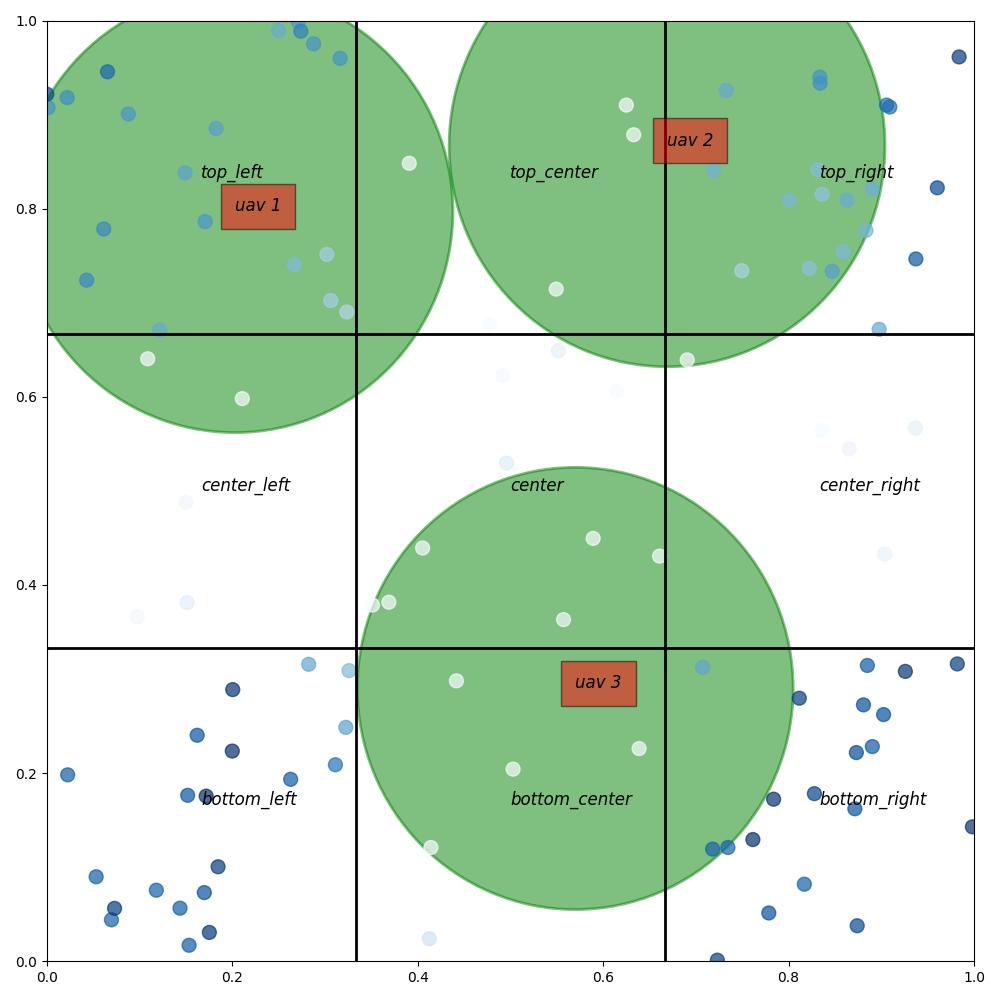 1.0
uav 2
top_left
top_center
top_right
uav 1
0.8
0.6
center_left
center
center_right
0.4
uav 3
0.2
bottom_left
bottom_center
bottom_right
0.0
0.0 0.2 0.4 0.6 0.8 1.0